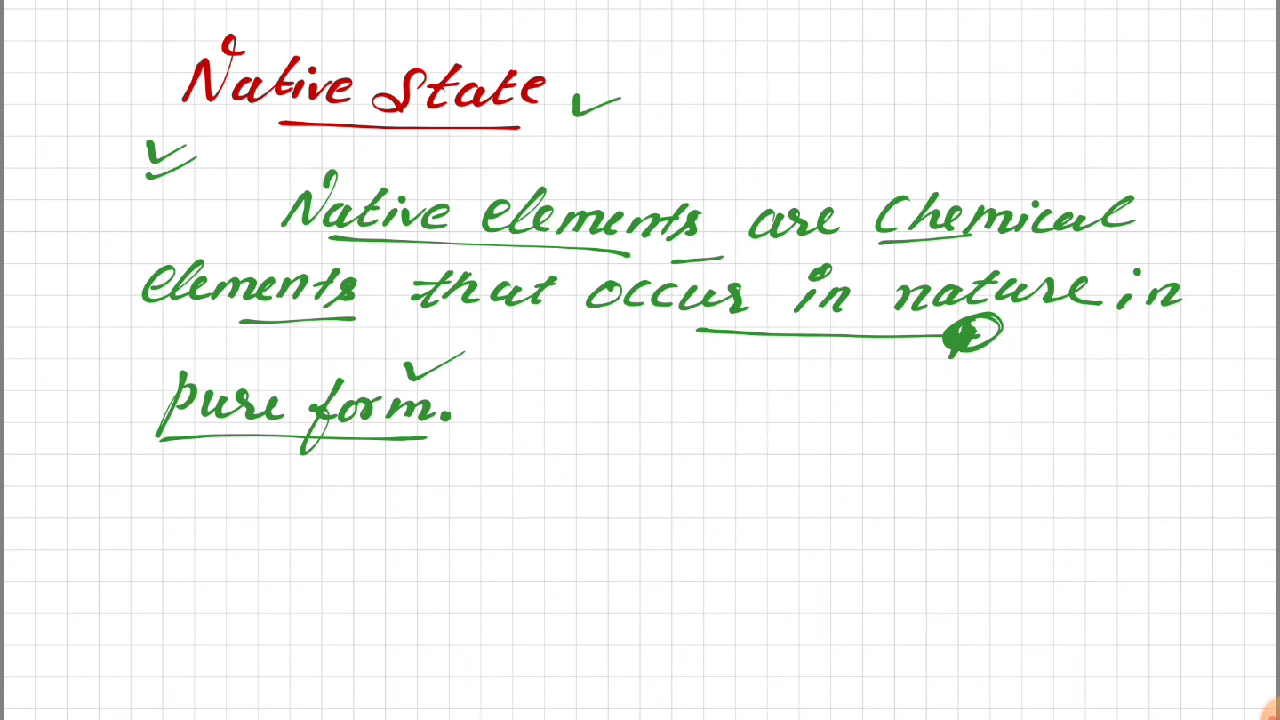 Native State
Native elements are Chemical
elements that occur in nature in
pure form.